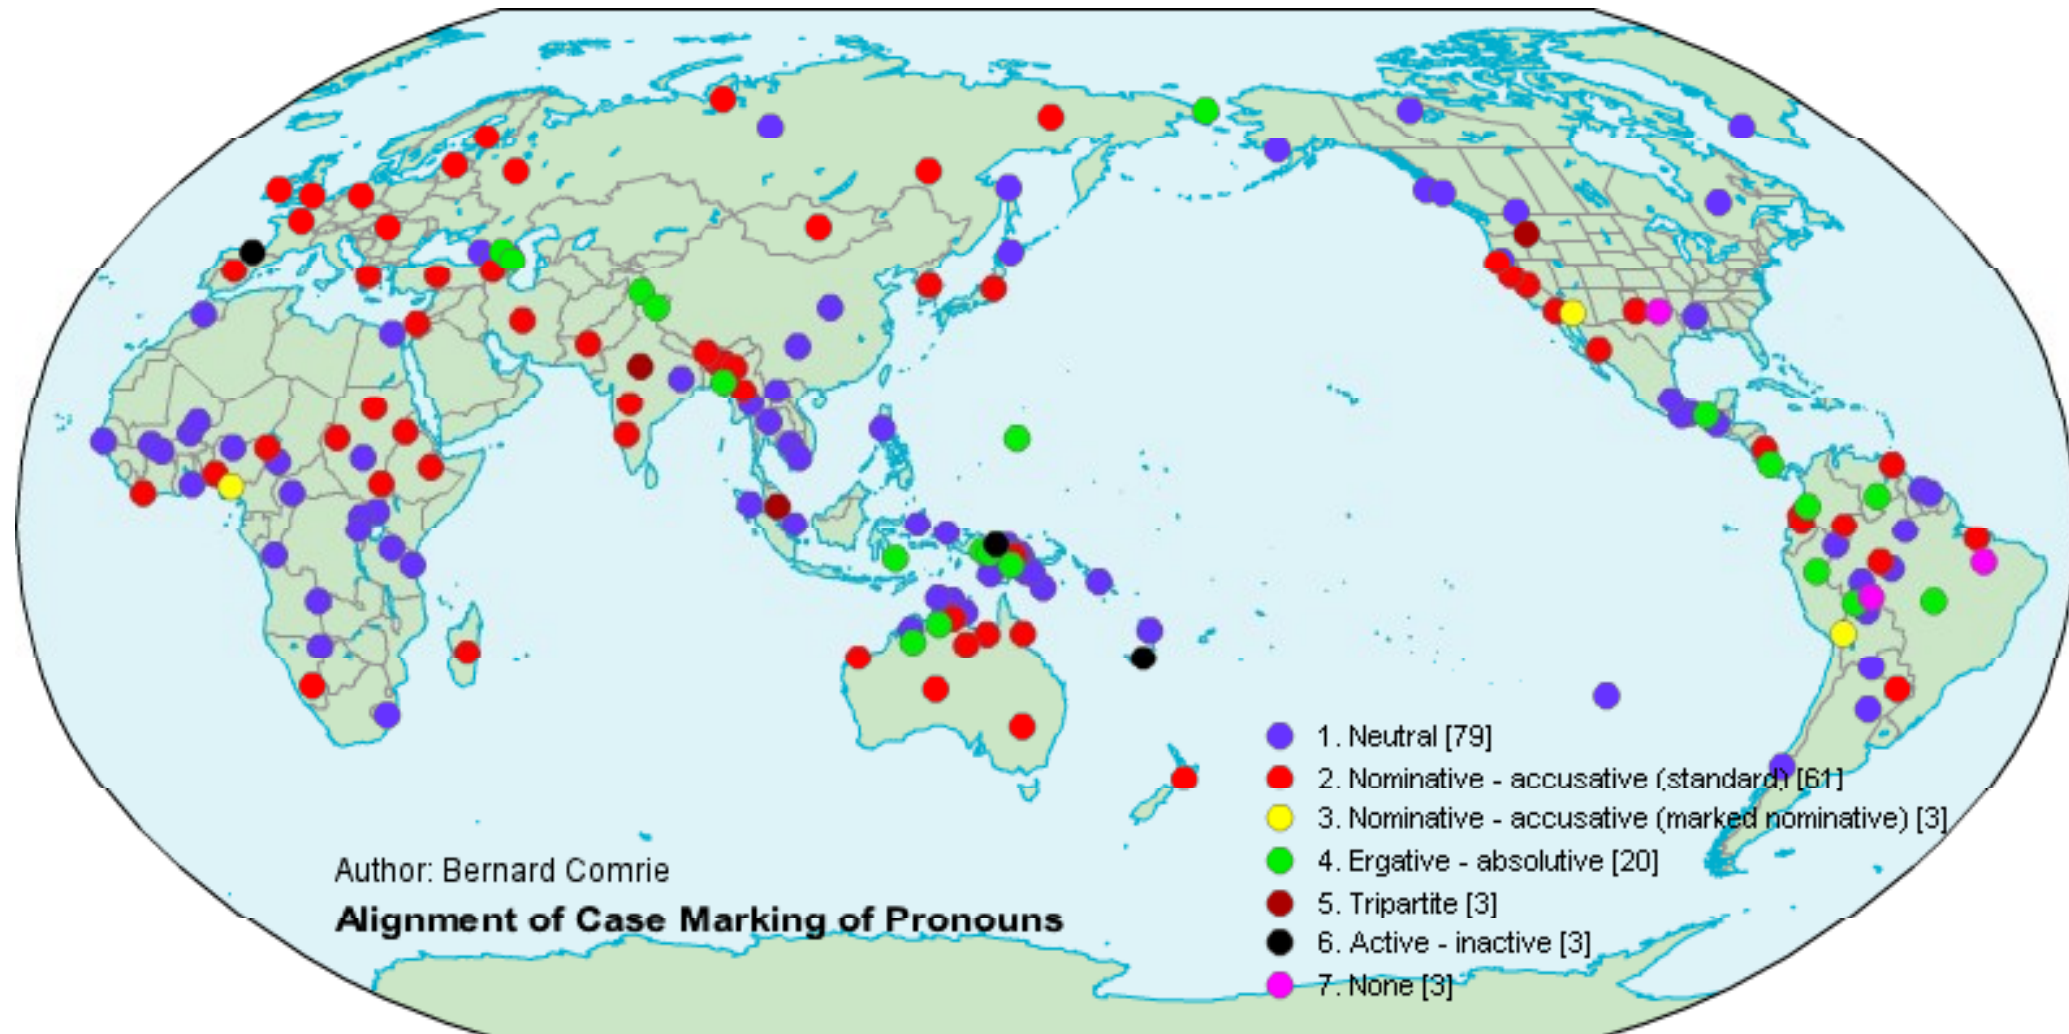 1. Neutral [79]
2. Nominative - accusative (standard) [61]
3. Nominative - accusative (marked nominative) [3]
4. Ergative - absolutive [20]
5. Tripartite [3]
6. Active - inactive [3]
7. None [3]
Author: Bernard Comrie
Alignment of Case Marking of Pronouns